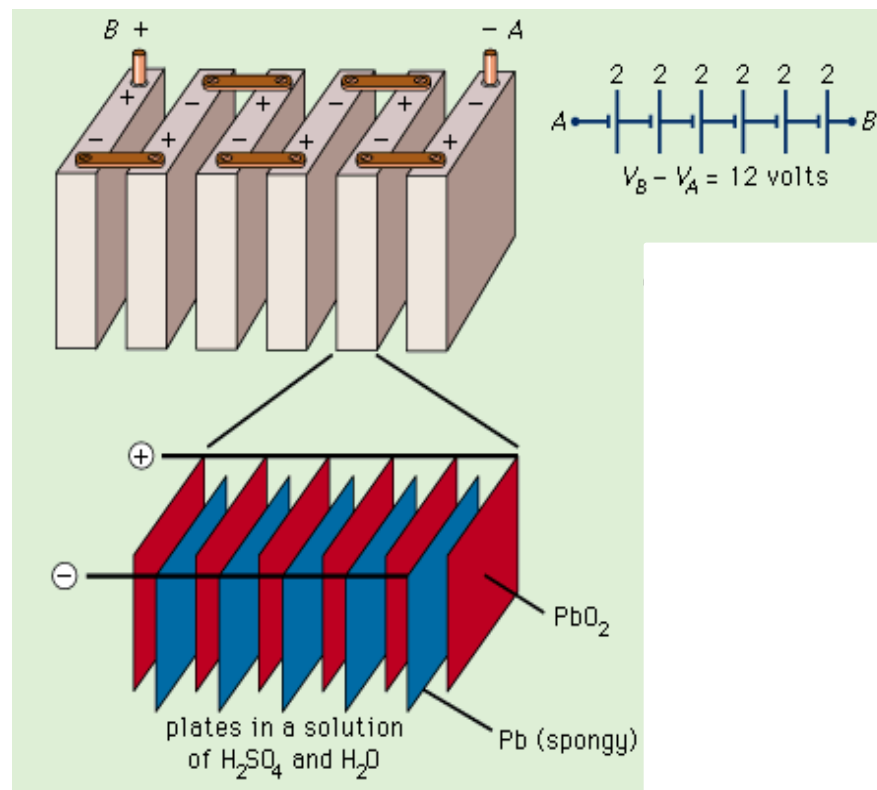 B + − A
+ − + − + −
− + − + − +
2 2 2 2 2 2
A B
V_B – V_A = 12 volts
+
−
PbO₂
Pb (spongy)
plates in a solution
of H₂SO₄ and H₂O